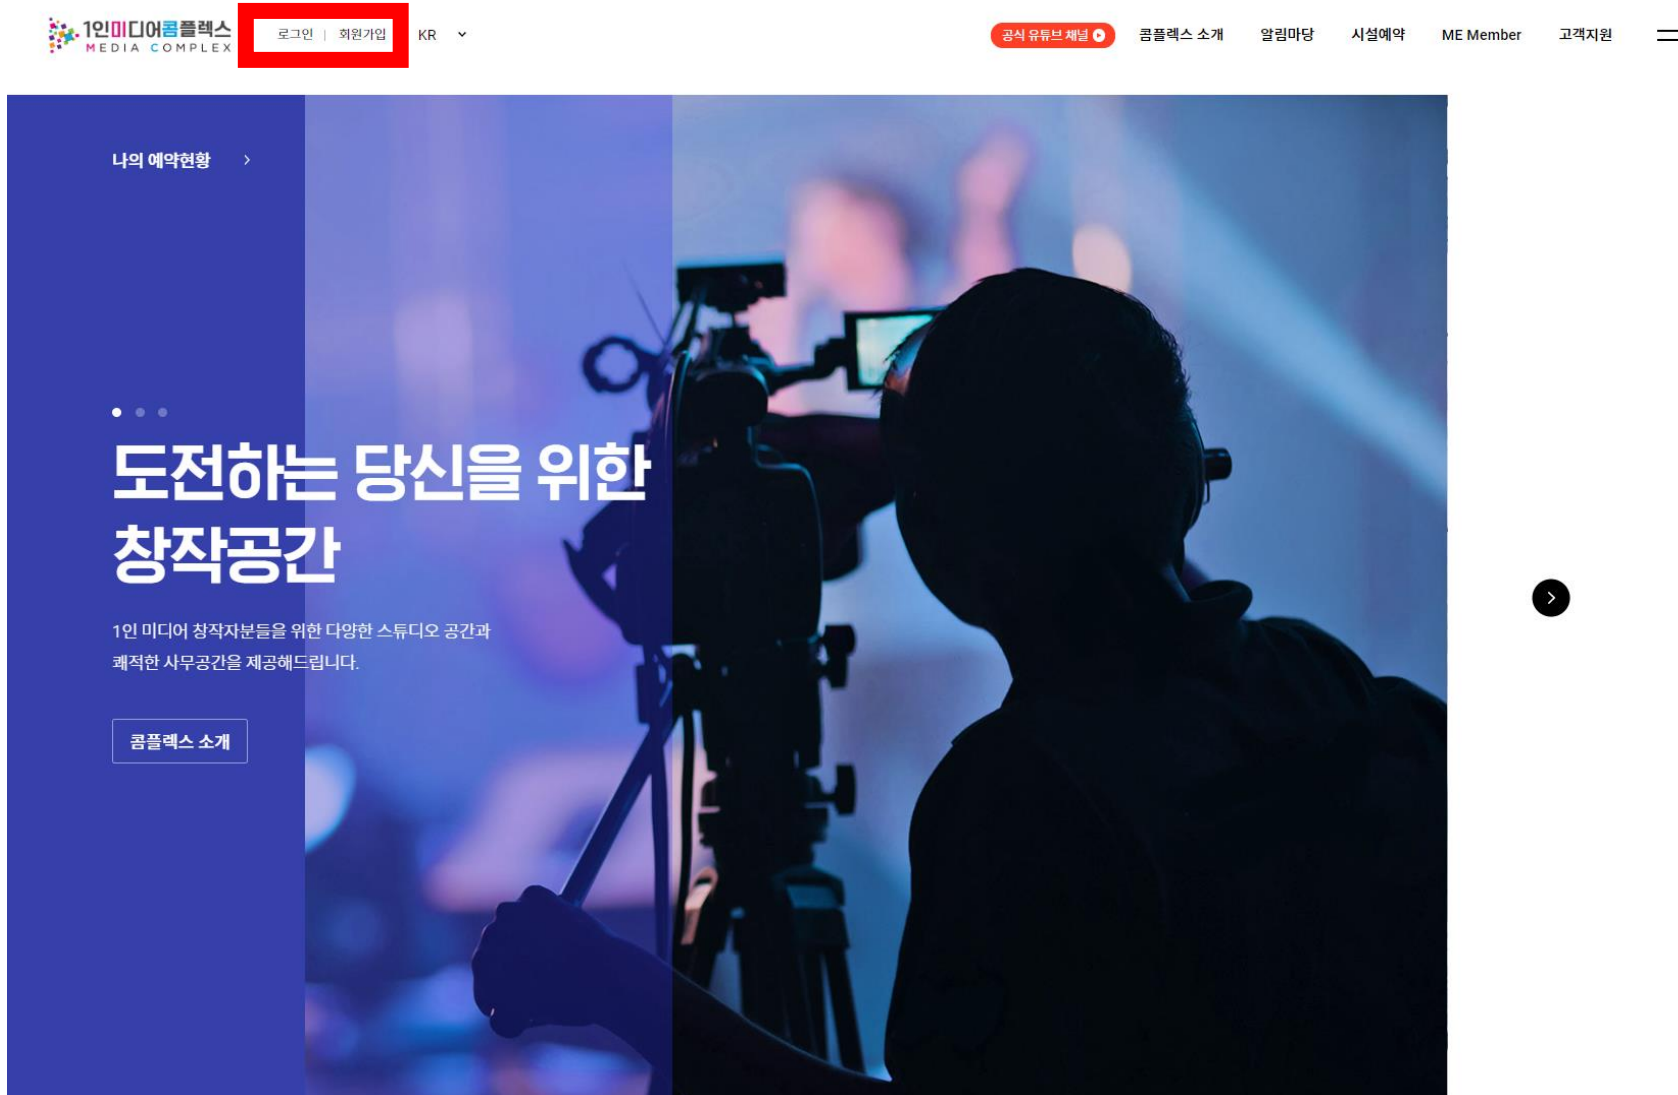 1인미디어콤플렉스
MEDIA COMPLEX
로그인 | 회원가입
KR
공식 유튜브 채널
콤플렉스 소개
알림마당
시설예약
ME Member
고객지원
나의 예약현황
도전하는 당신을 위한
창작공간
1인 미디어 창작자분들을 위한 다양한 스튜디오 공간과
쾌적한 사무공간을 제공해드립니다.
콤플렉스 소개